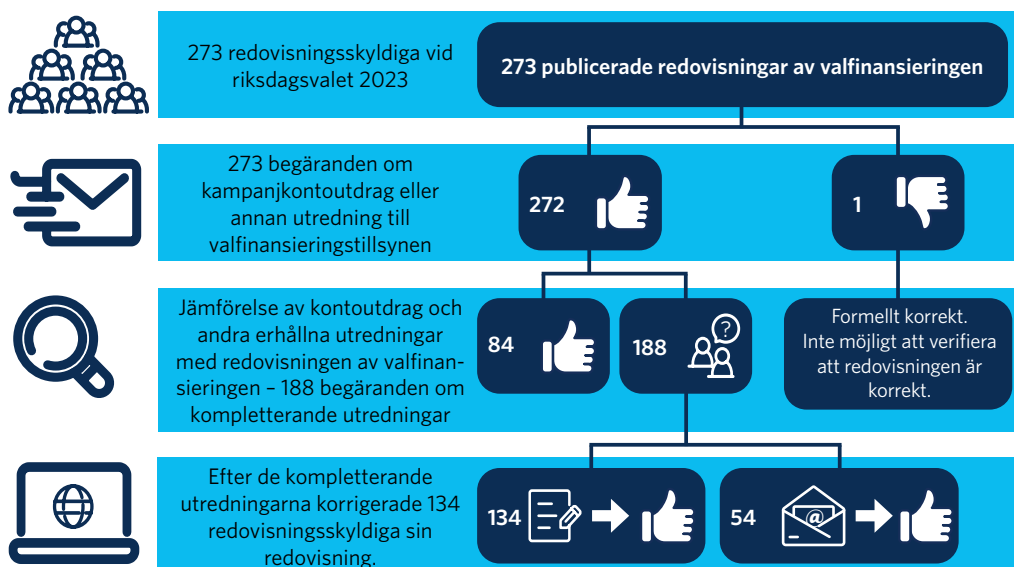 273 redovisningsskyldiga vid
riksdagsvalet 2023
273 publicerade redovisningar av valfinansieringen
273 begäranden om
kampanjkontoutdrag eller
annan utredning till
valfinansieringstillsynen
272
1
Jämförelse av kontoutdrag och
andra erhållna utredningar
med redovisningen av valfinan-
sieringen – 188 begäranden om
kompletterande utredningar
84
188
?
Formellt korrekt.
Inte möjligt att verifiera
att redovisningen är
korrekt.
Efter de kompletterande
utredningarna korrigerade 134
redovisningsskyldiga sin
redovisning.
134
54
@